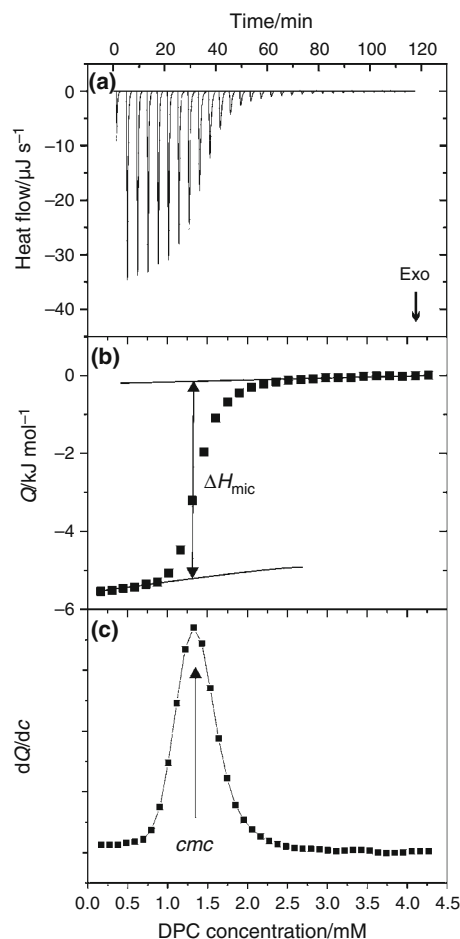 Time/min
0 20 40 60 80 100 120
(a)
0
−10
−20
−30
−40
Heat flow/μJ s⁻¹
Exo
(b)
0
−2
−4
−6
Q/kJ mol⁻¹
ΔHmic
(c)
dQ/dc
cmc
0.0 0.5 1.0 1.5 2.0 2.5 3.0 3.5 4.0 4.5
DPC concentration/mM